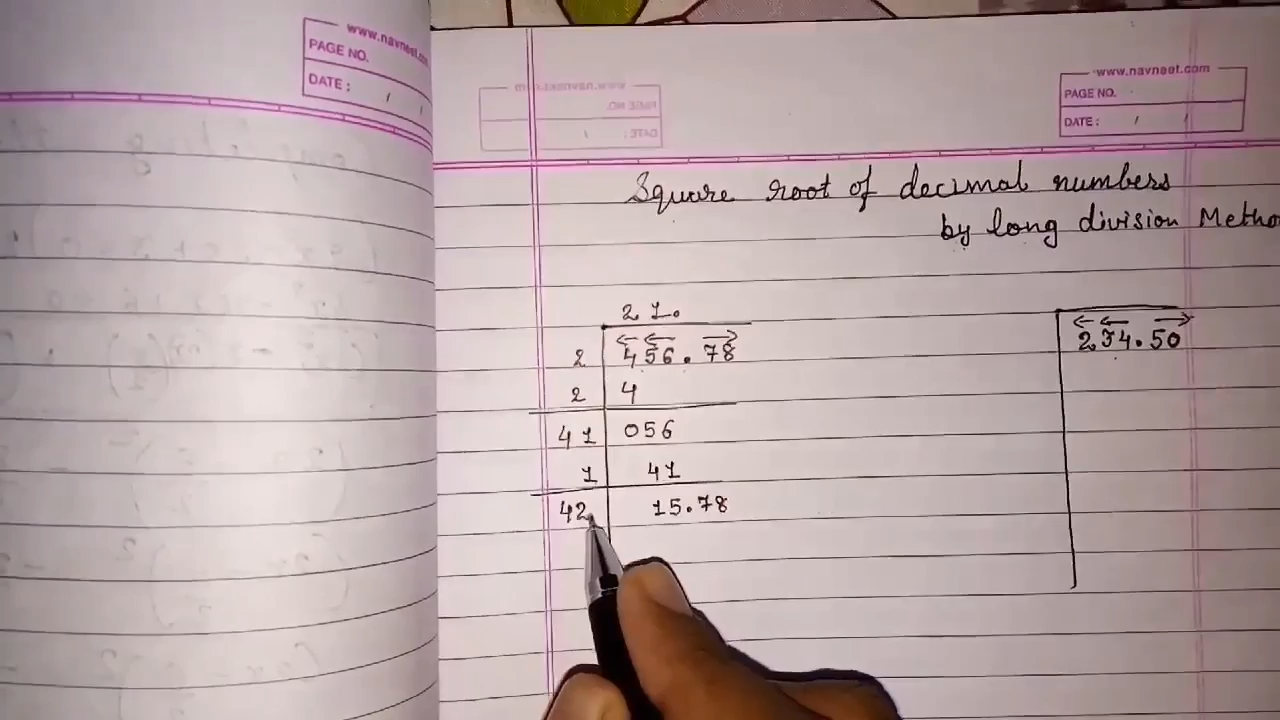 www.navneet.com
PAGE NO.
DATE : / /
www.navneet.com
PAGE NO.
DATE : / /
Square root of decimal numbers
by long division Metho
2 1.
2 456.78
2 4
41 056
1 41
42. 15.78
234.50